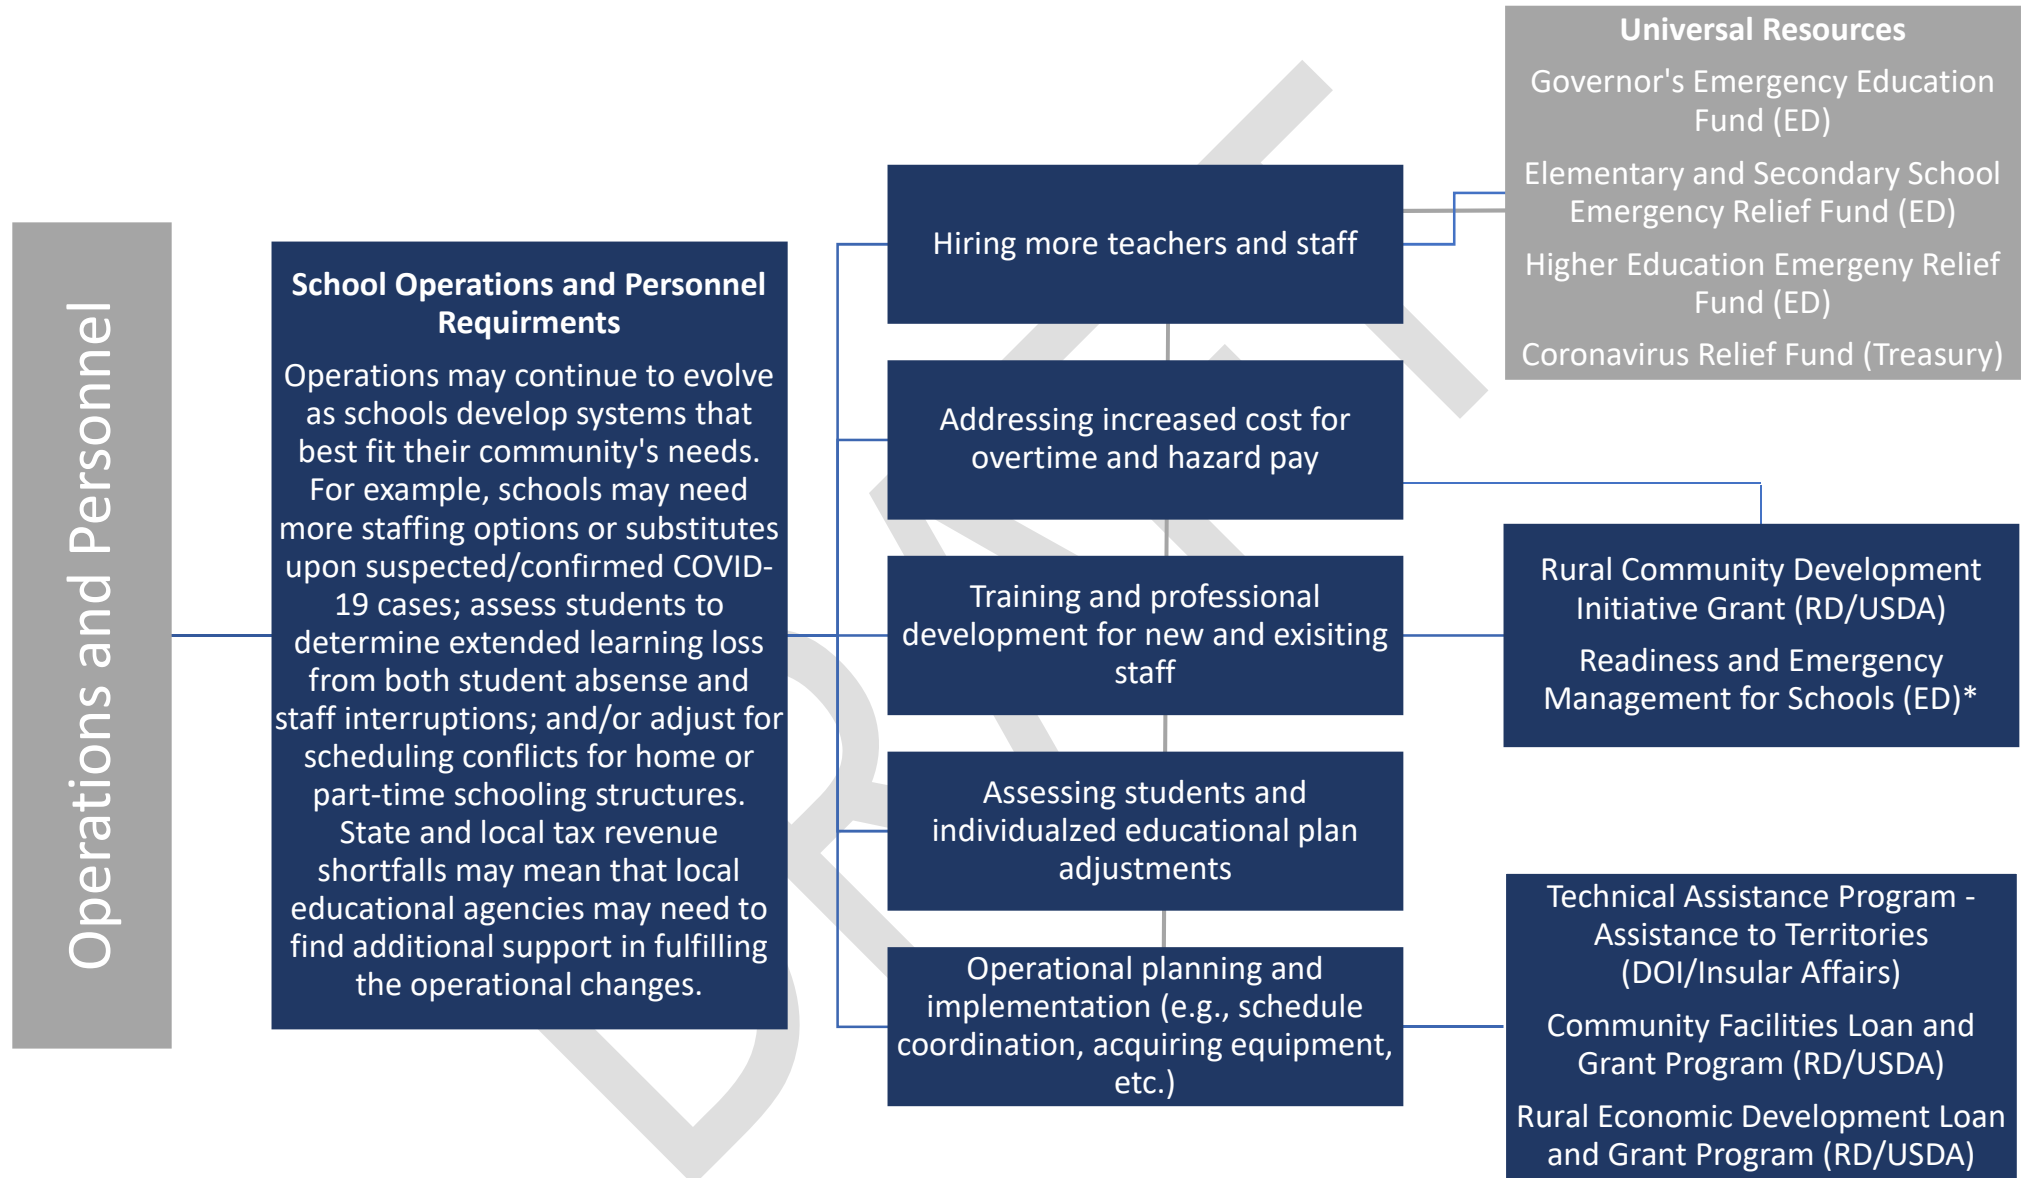 Operations and Personnel
School Operations and Personnel
Requirments
Operations may continue to evolve
as schools develop systems that
best fit their community's needs.
For example, schools may need
more staffing options or substitutes
upon suspected/confirmed COVID-
19 cases; assess students to
determine extended learning loss
from both student absense and
staff interruptions; and/or adjust for
scheduling conflicts for home or
part-time schooling structures.
State and local tax revenue
shortfalls may mean that local
educational agencies may need to
find additional support in fulfilling
the operational changes.
Hiring more teachers and staff
Addressing increased cost for
overtime and hazard pay
Training and professional
development for new and exisiting
staff
Assessing students and
individualzed educational plan
adjustments
Operational planning and
implementation (e.g., schedule
coordination, acquiring equipment,
etc.)
Universal Resources
Governor's Emergency Education
Fund (ED)
Elementary and Secondary School
Emergency Relief Fund (ED)
Higher Education Emergeny Relief
Fund (ED)
Coronavirus Relief Fund (Treasury)
Rural Community Development
Initiative Grant (RD/USDA)
Readiness and Emergency
Management for Schools (ED)*
Technical Assistance Program -
Assistance to Territories
(DOI/Insular Affairs)
Community Facilities Loan and
Grant Program (RD/USDA)
Rural Economic Development Loan
and Grant Program (RD/USDA)
DRAFT